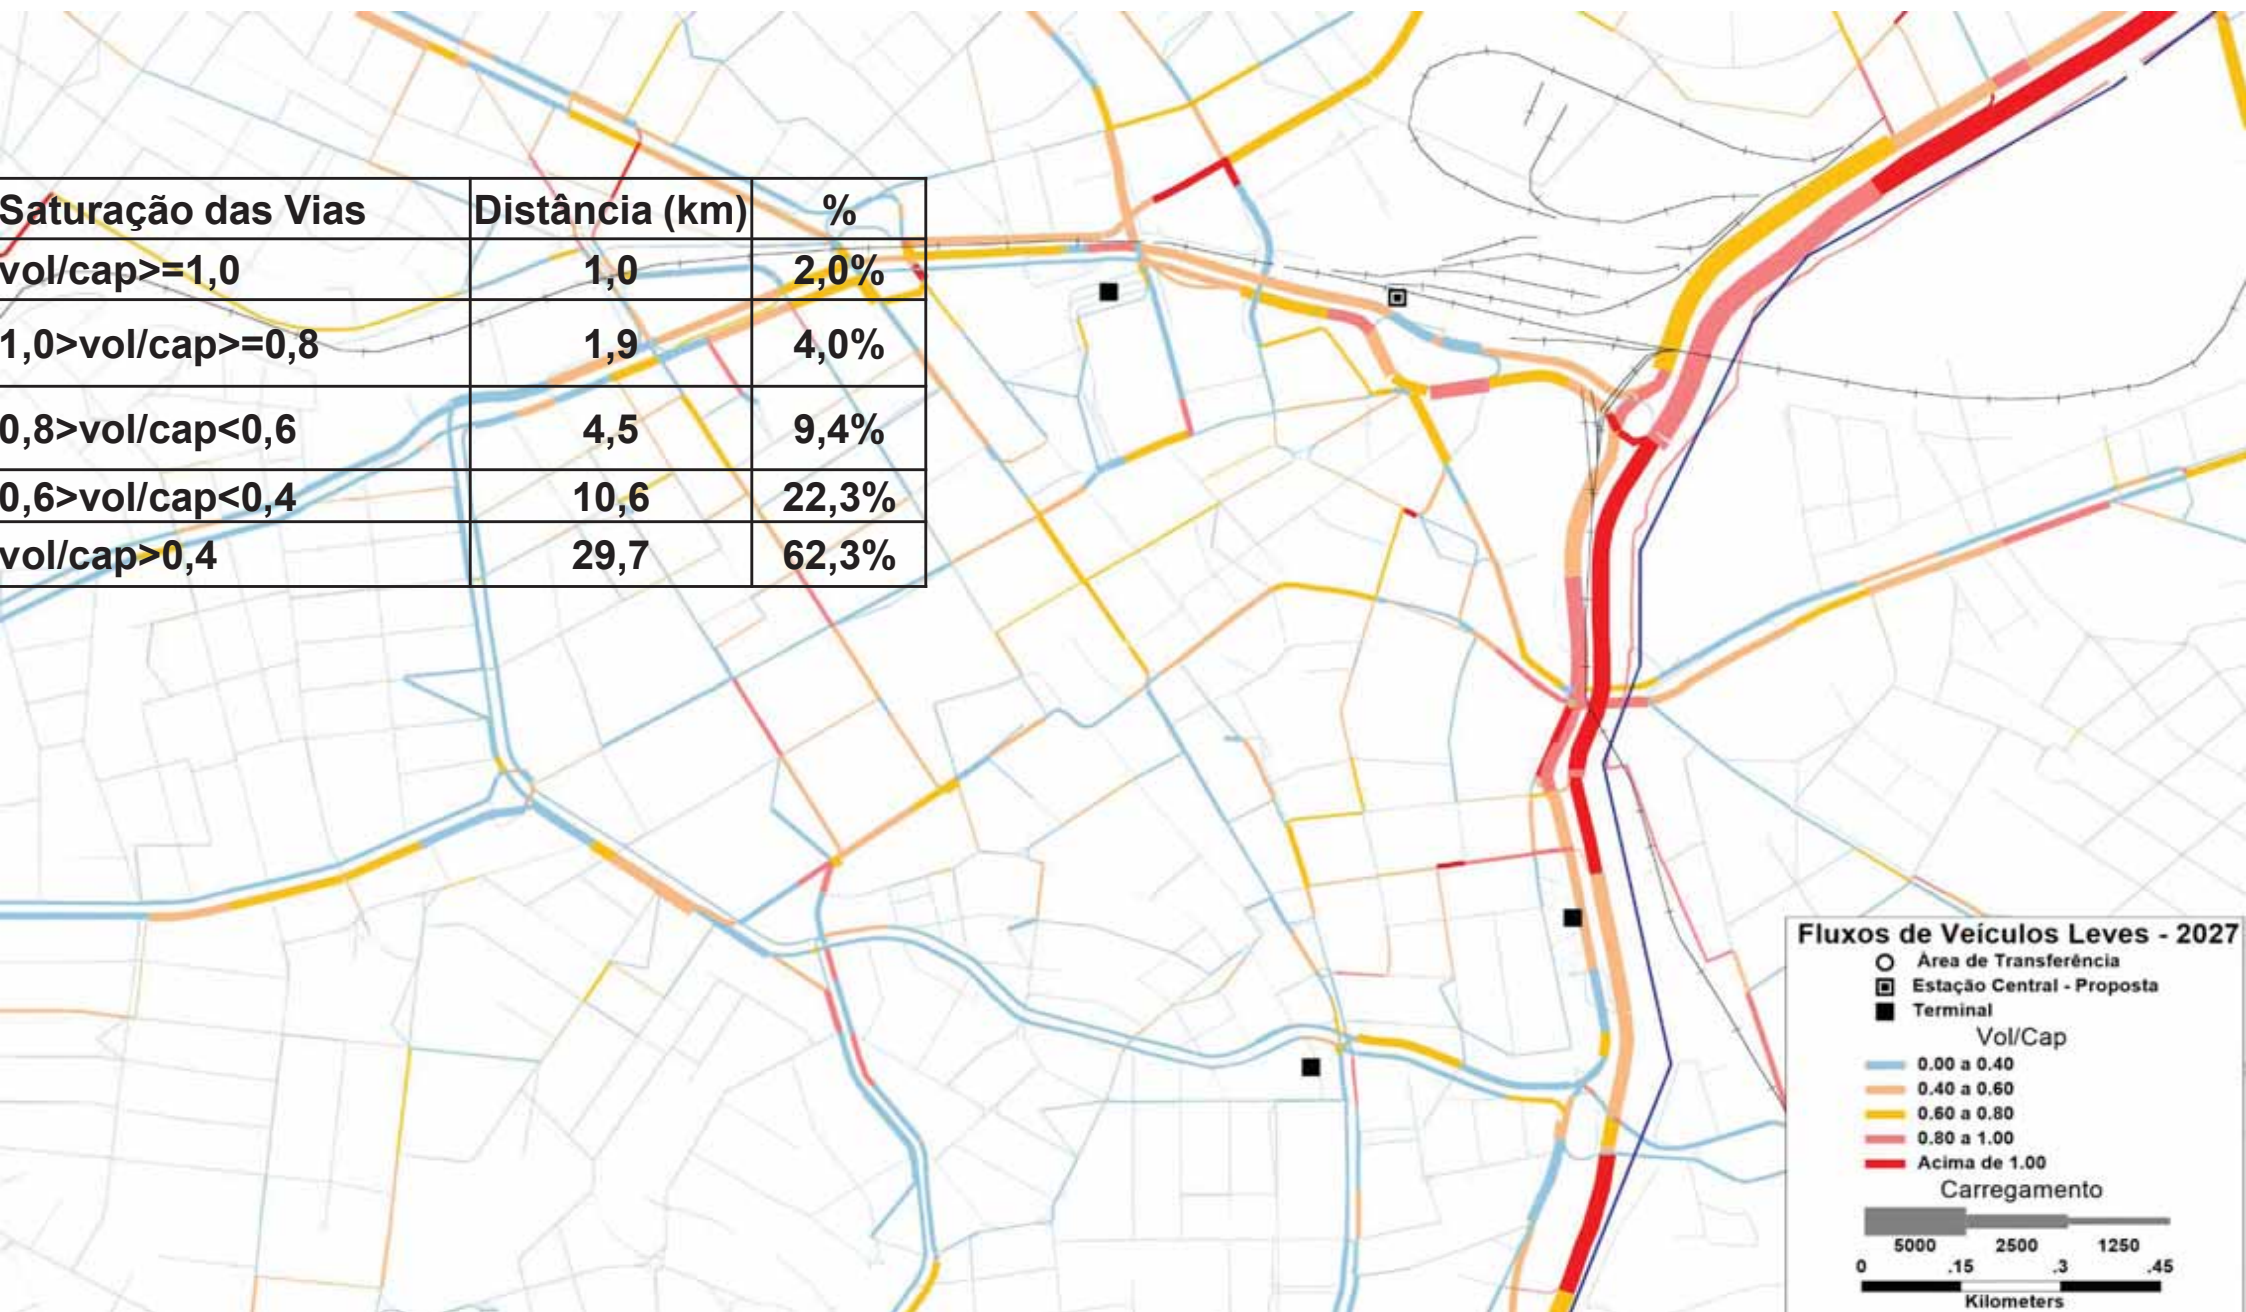 Saturação das Vias Distância (km) %
vol/cap>=1,0 1,0 2,0%
1,0>vol/cap>=0,8 1,9 4,0%
0,8>vol/cap<0,6 4,5 9,4%
0,6>vol/cap<0,4 10,6 22,3%
vol/cap>0,4 29,7 62,3%
Fluxos de Veículos Leves - 2027
Área de Transferência
Estação Central - Proposta
Terminal
Vol/Cap
0.00 a 0.40
0.40 a 0.60
0.60 a 0.80
0.80 a 1.00
Acima de 1.00
Carregamento
5000 2500 1250
0 .15 .3 .45
Kilometers